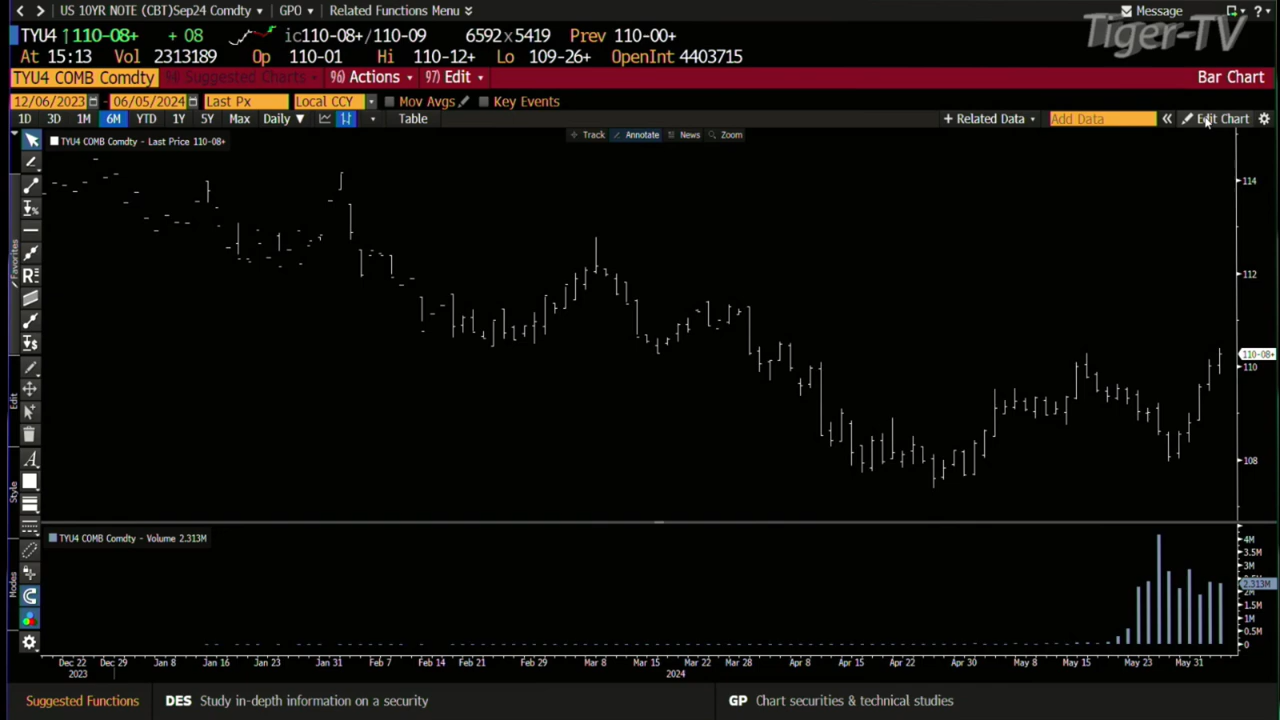 US 10YR NOTE (CBT)Sep24 Comdty GPO Related Functions Menu Message ?
Tiger-TV
TYU4 ↑110-08+ + 08 ic110-08+/110-09 6592x5419 Prev 110-00+
At 15:13 Vol 2313189 Op 110-01 Hi 110-12+ Lo 109-26+ OpenInt 4403715
TYU4 COMB Comdty 94) Suggested Charts 96) Actions 97) Edit Bar Chart
12/06/2023 - 06/05/2024 Last Px Local CCY Mov Avgs Key Events
1D 3D 1M 6M YTD 1Y 5Y Max Daily ▼ Table + Related Data Add Data « Edit Chart
Track Annotate News Zoom
TYU4 COMB Comdty - Last Price 110-08+
114
112
110-08+
110
108
Favorites
Edit
Style
Modes
TYU4 COMB Comdty - Volume 2.313M
4M
3.5M
3M
2.313M
2M
1.5M
1M
0.5M
0
Dec 22 Dec 29 Jan 8 Jan 16 Jan 23 Jan 31 Feb 7 Feb 14 Feb 21 Feb 29 Mar 8 Mar 15 Mar 22 Mar 28 Apr 8 Apr 15 Apr 22 Apr 30 May 8 May 15 May 23 May 31
2023 2024
Suggested Functions DES Study in-depth information on a security GP Chart securities & technical studies